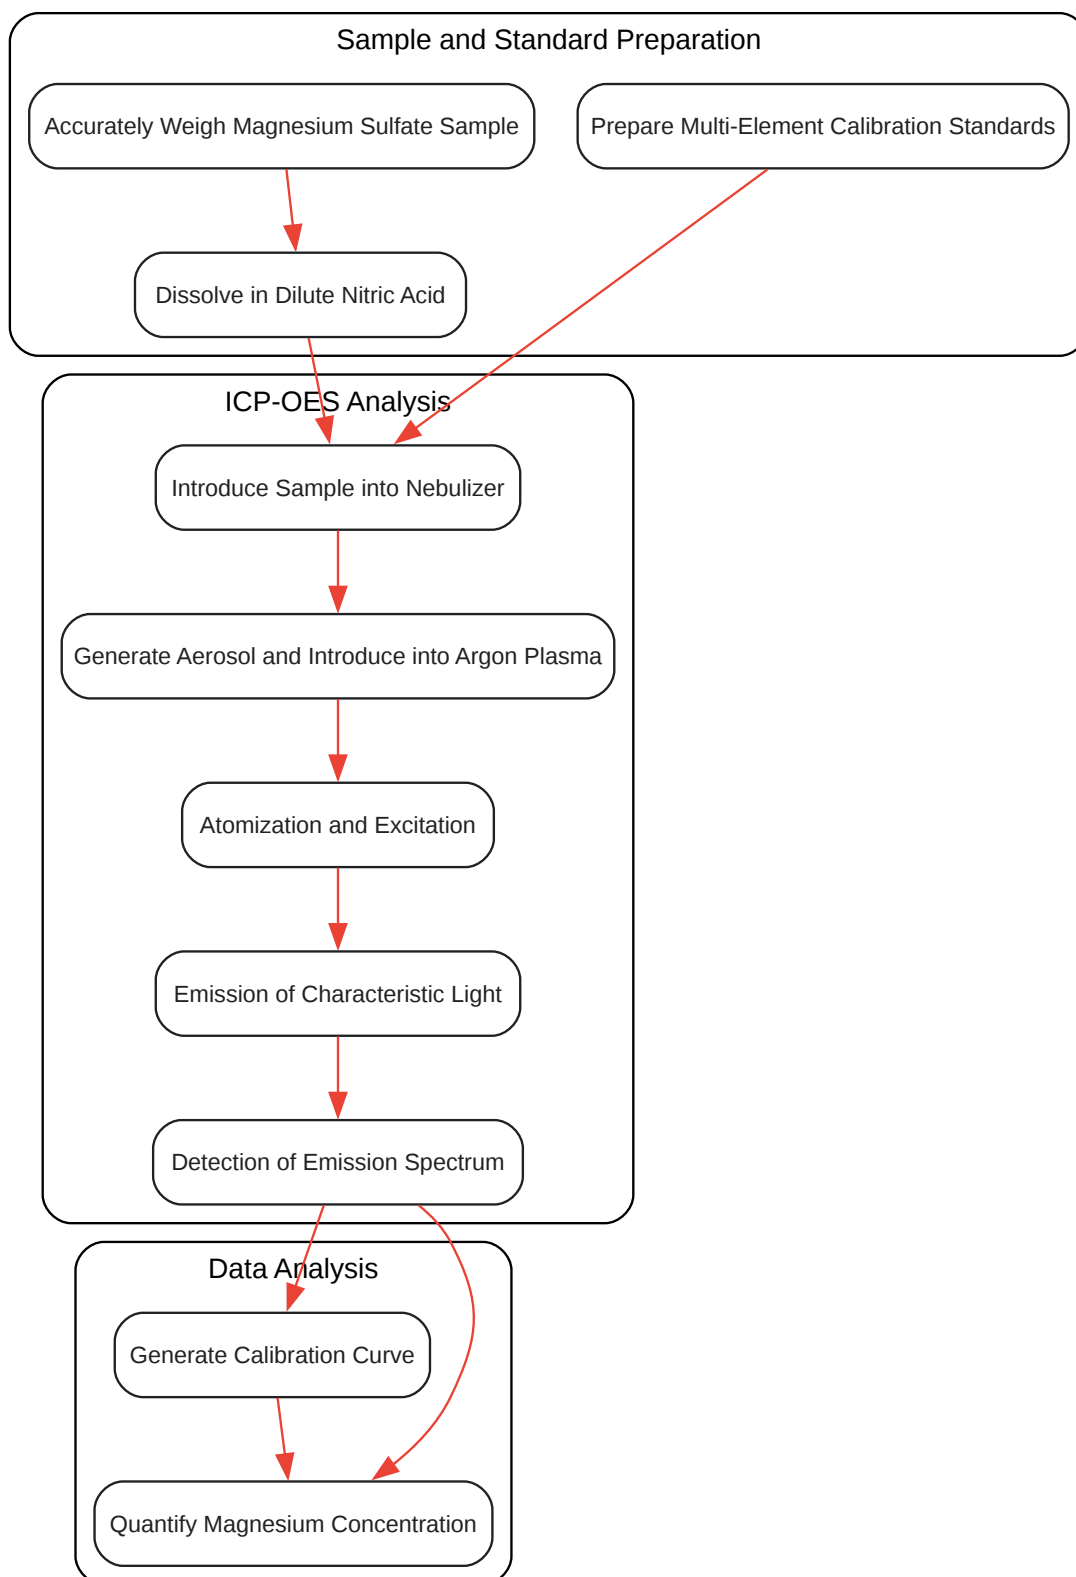 Sample and Standard Preparation
Accurately Weigh Magnesium Sulfate Sample
Prepare Multi-Element Calibration Standards
Dissolve in Dilute Nitric Acid
ICP-OES Analysis
Introduce Sample into Nebulizer
Generate Aerosol and Introduce into Argon Plasma
Atomization and Excitation
Emission of Characteristic Light
Detection of Emission Spectrum
Data Analysis
Generate Calibration Curve
Quantify Magnesium Concentration